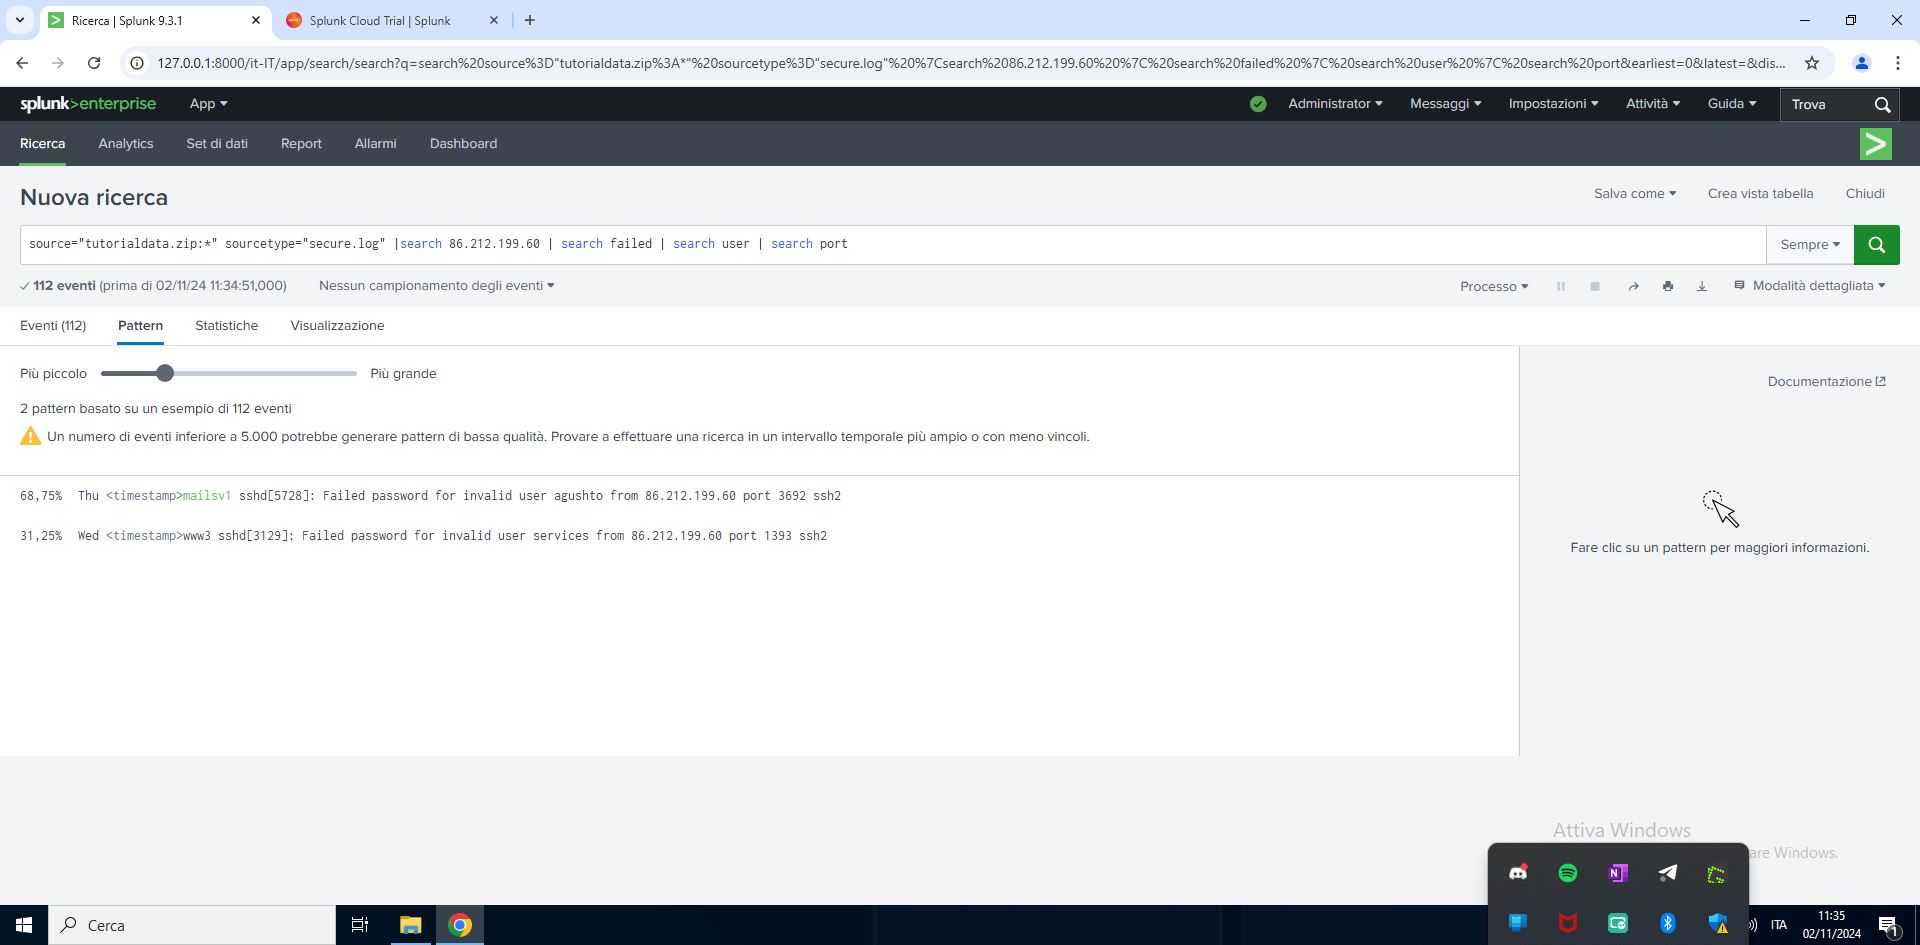 Ricerca | Splunk 9.3.1
Splunk Cloud Trial | Splunk
127.0.0.1:8000/it-IT/app/search/search?q=search%20source%3D"tutorialdata.zip%3A*"%20sourcetype%3D"secure.log"%20%7Csearch%2086.212.199.60%20%7C%20search%20failed%20%7C%20search%20user%20%7C%20search%20port&earliest=0&latest=&dis...
splunk>enterprise
App
Administrator
Messaggi
Impostazioni
Attività
Guida
Trova
Ricerca
Analytics
Set di dati
Report
Allarmi
Dashboard
Nuova ricerca
Salva come
Crea vista tabella
Chiudi
source="tutorialdata.zip:*" sourcetype="secure.log" |search 86.212.199.60 | search failed | search user | search port
Sempre
112 eventi (prima di 02/11/24 11:34:51,000)
Nessun campionamento degli eventi
Processo
Modalità dettagliata
Eventi (112)
Pattern
Statistiche
Visualizzazione
Più piccolo
Più grande
Documentazione
2 pattern basato su un esempio di 112 eventi
Un numero di eventi inferiore a 5.000 potrebbe generare pattern di bassa qualità. Provare a effettuare una ricerca in un intervallo temporale più ampio o con meno vincoli.
68,75% Thu <timestamp>mailsv1 sshd[5728]: Failed password for invalid user agushto from 86.212.199.60 port 3692 ssh2
31,25% Wed <timestamp>www3 sshd[3129]: Failed password for invalid user services from 86.212.199.60 port 1393 ssh2
Fare clic su un pattern per maggiori informazioni.
Attiva Windows
are Windows.
Cerca
ITA
11:35
02/11/2024
1